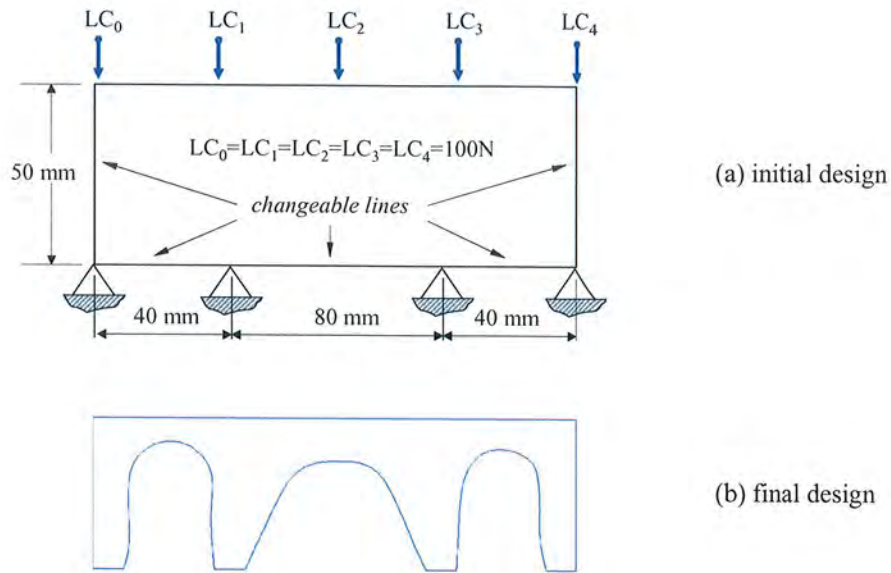 LC₀ LC₁ LC₂ LC₃ LC₄
LC₀=LC₁=LC₂=LC₃=LC₄=100N
50 mm
(a) initial design
changeable lines
40 mm 80 mm 40 mm
(b) final design